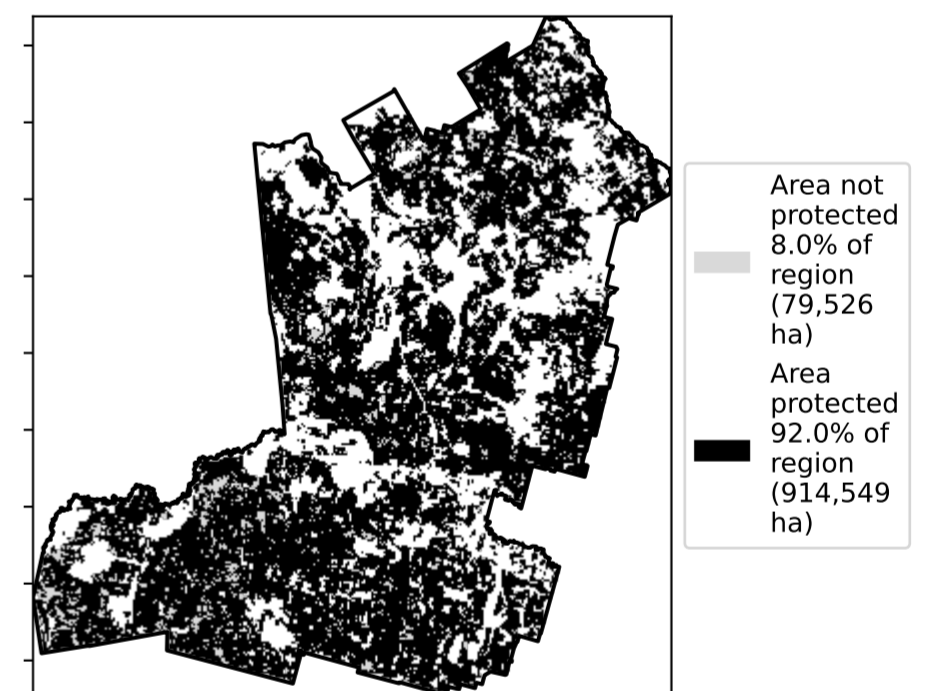 Area not
protected
8.0% of
region
(79,526
ha)
Area
protected
92.0% of
region
(914,549
ha)